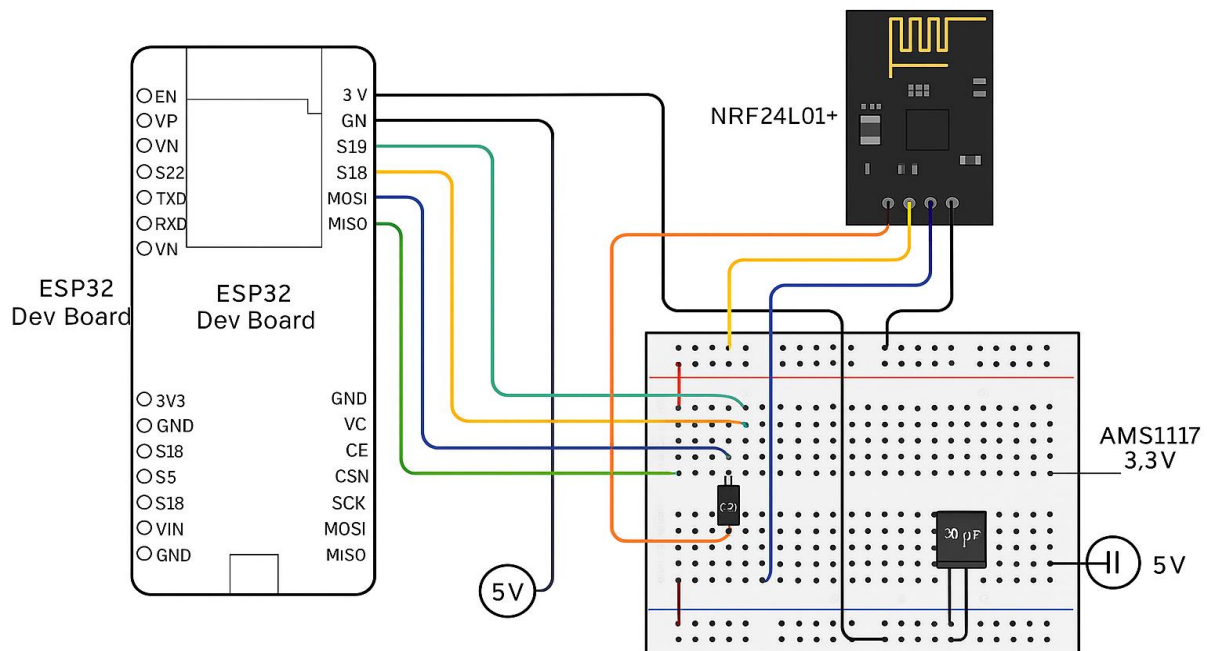 NRF24L01+
EN
VP
VN
S22
TXD
RXD
VN
3 V
GN
S19
S18
MOSI
MISO
ESP32
Dev Board
ESP32
Dev Board
3V3
GND
S18
S5
S18
VIN
GND
GND
VC
CE
CSN
SCK
MOSI
MISO
5V
AMS1117
3,3V
5V